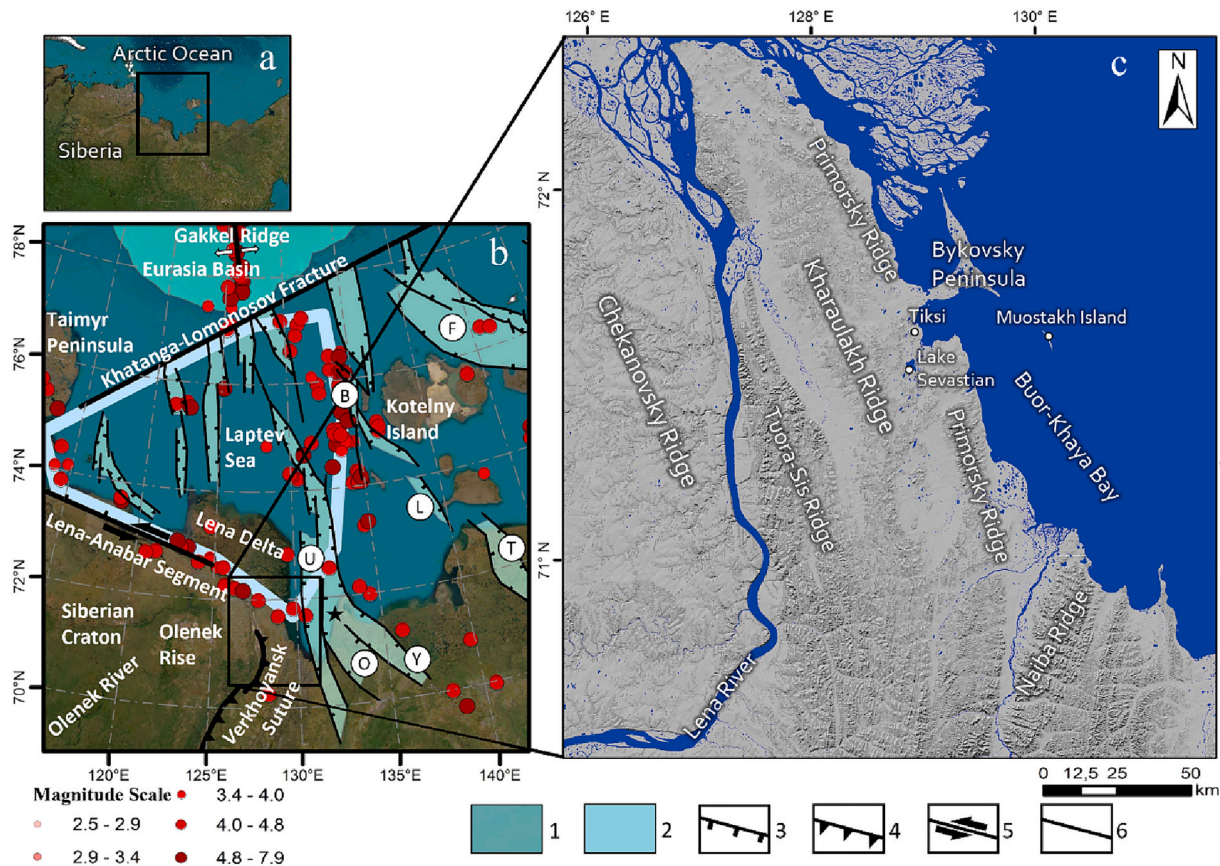 Arctic Ocean
a
Siberia
78°N
76°N
74°N
72°N
70°N
b
Gakkel Ridge
Eurasia Basin
Khatanga-Lomonosov Fracture
Taimyr
Peninsula
F
B
Kotelny
Island
Laptev
Sea
L
Lena Delta
T
U
Lena-Anabar Segment
Siberian
Craton
Olenek
Rise
O
Y
Verkhoyansk
Suture
Olenek River
120°E
125°E
130°E
135°E
140°E
126° E
128° E
130° E
c
N
72° N
71° N
Primorsky Ridge
Bykovsky
Peninsula
Kharaulakh Ridge
Chekanovsky Ridge
Tiksi
Muostakh Island
Lake
Sevastian
Buor-Khaya Bay
Tuora-Sis Ridge
Primorsky Ridge
Naiba Ridge
Lena River
0 12,5 25 50
km
Magnitude Scale
2.5 - 2.9
2.9 - 3.4
3.4 - 4.0
4.0 - 4.8
4.8 - 7.9
1
2
3
4
5
6